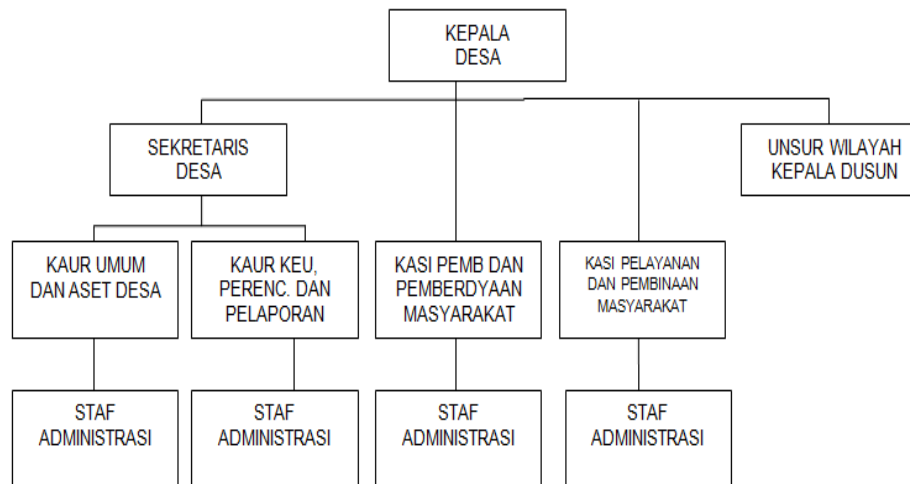 KEPALA
DESA
SEKRETARIS
DESA
UNSUR WILAYAH
KEPALA DUSUN
KAUR UMUM
DAN ASET DESA
KAUR KEU,
PERENC. DAN
PELAPORAN
KASI PEMB DAN
PEMBERDYAAN
MASYARAKAT
KASI PELAYANAN
DAN PEMBINAAN
MASYARAKAT
STAF
ADMINISTRASI
STAF
ADMINISTRASI
STAF
ADMINISTRASI
STAF
ADMINISTRASI